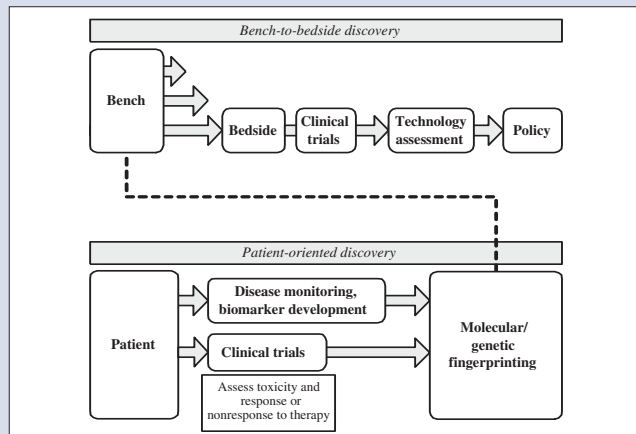 Bench-to-bedside discovery
Bench
Bedside
Clinical
trials
Technology
assessment
Policy
Patient-oriented discovery
Patient
Disease monitoring,
biomarker development
Clinical trials
Assess toxicity and
response or
nonresponse to therapy
Molecular/
genetic
fingerprinting